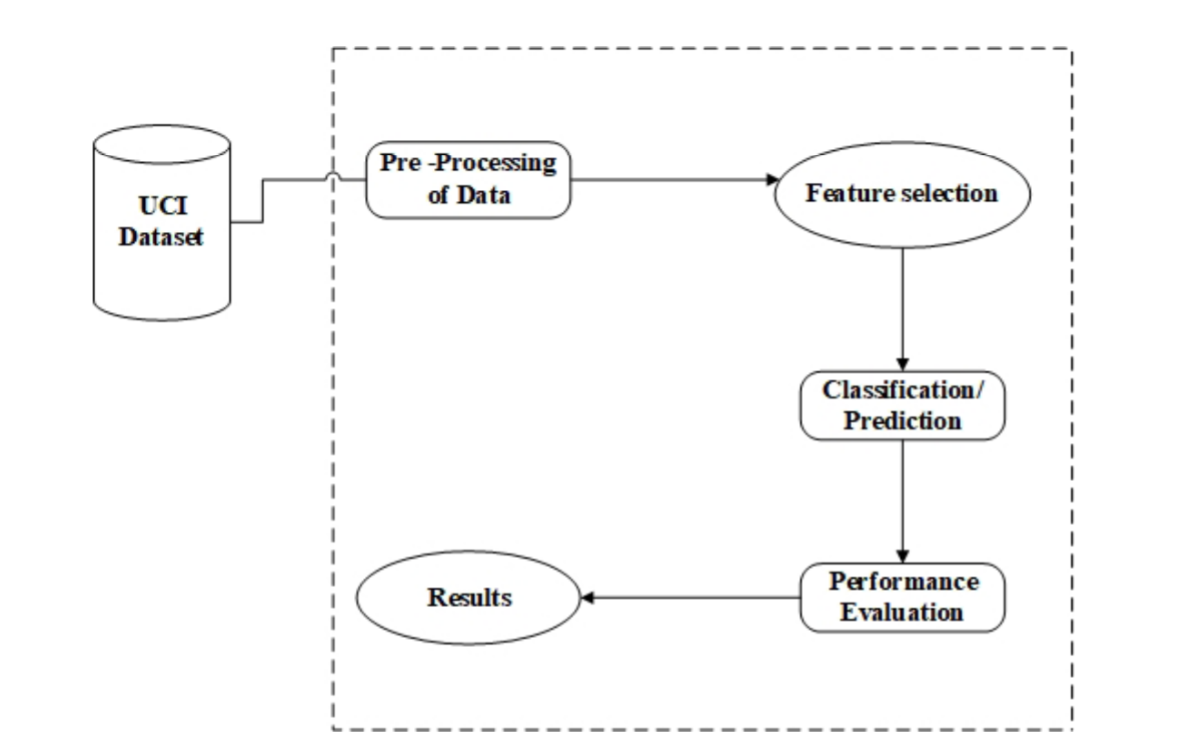 UCI
Dataset
Pre -Processing
of Data
Feature selection
Classification/
Prediction
Performance
Evaluation
Results